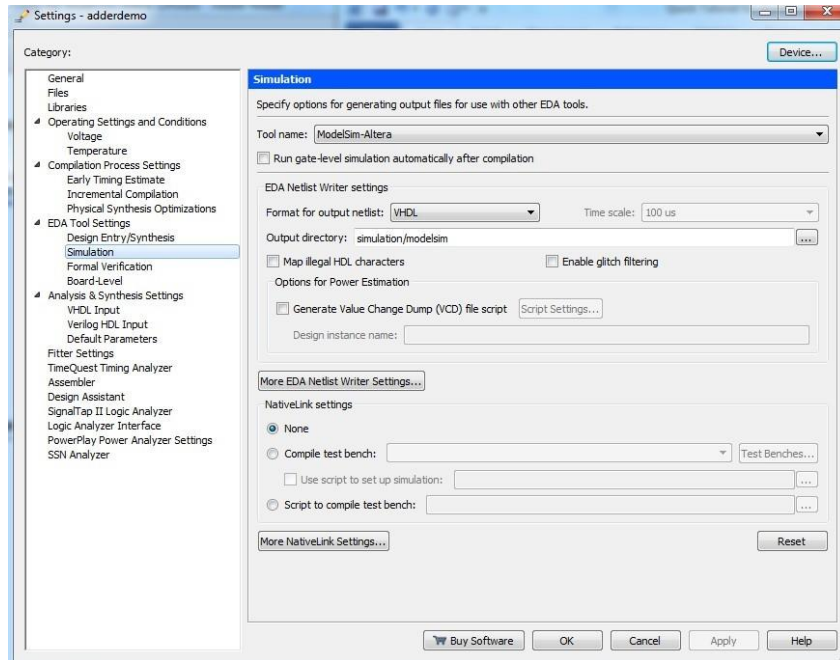 Settings - adderdemo
Category:
Device...
General
Files
Libraries
Operating Settings and Conditions
Voltage
Temperature
Compilation Process Settings
Early Timing Estimate
Incremental Compilation
Physical Synthesis Optimizations
EDA Tool Settings
Design Entry/Synthesis
Simulation
Formal Verification
Board-Level
Analysis & Synthesis Settings
VHDL Input
Verilog HDL Input
Default Parameters
Fitter Settings
TimeQuest Timing Analyzer
Assembler
Design Assistant
SignalTap II Logic Analyzer
Logic Analyzer Interface
PowerPlay Power Analyzer Settings
SSN Analyzer
Simulation
Specify options for generating output files for use with other EDA tools.
Tool name: ModelSim-Altera
Run gate-level simulation automatically after compilation
EDA Netlist Writer settings
Format for output netlist: VHDL Time scale: 100 us
Output directory: simulation/modelsim ...
Map illegal HDL characters Enable glitch filtering
Options for Power Estimation
Generate Value Change Dump (VCD) file script Script Settings...
Design instance name:
More EDA Netlist Writer Settings...
NativeLink settings
None
Compile test bench: Test Benches...
Use script to set up simulation: ...
Script to compile test bench: ...
More NativeLink Settings... Reset
Buy Software OK Cancel Apply Help